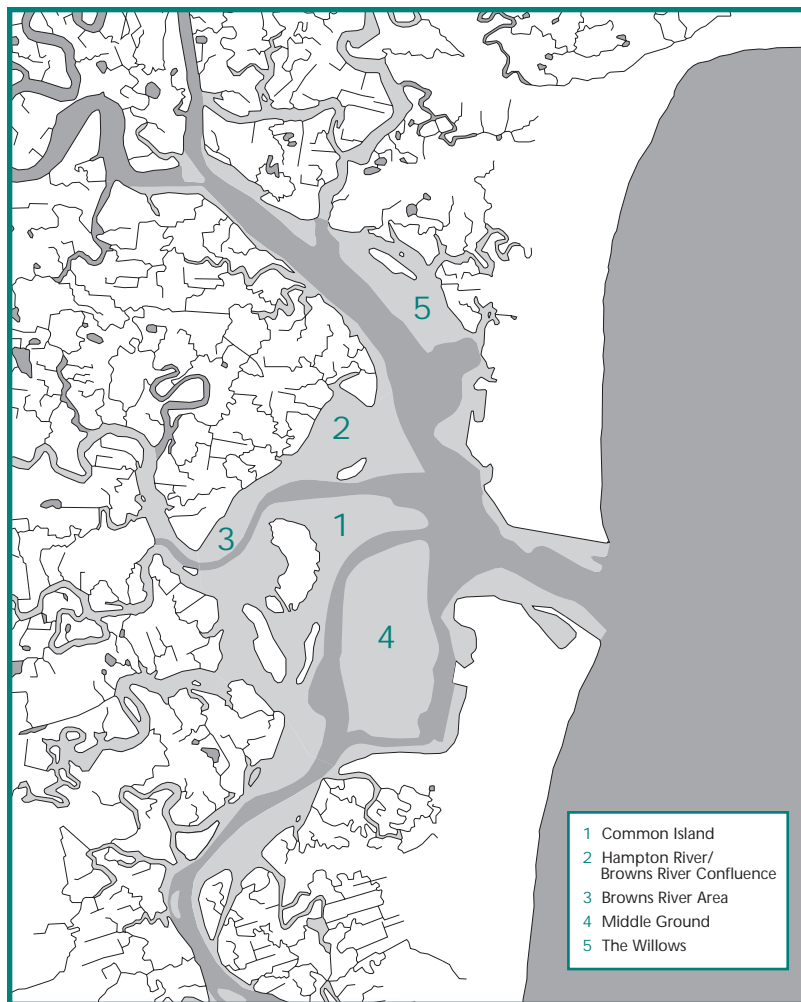 5
2
1
3
4
1 Common Island
2 Hampton River/
Browns River Confluence
3 Browns River Area
4 Middle Ground
5 The Willows